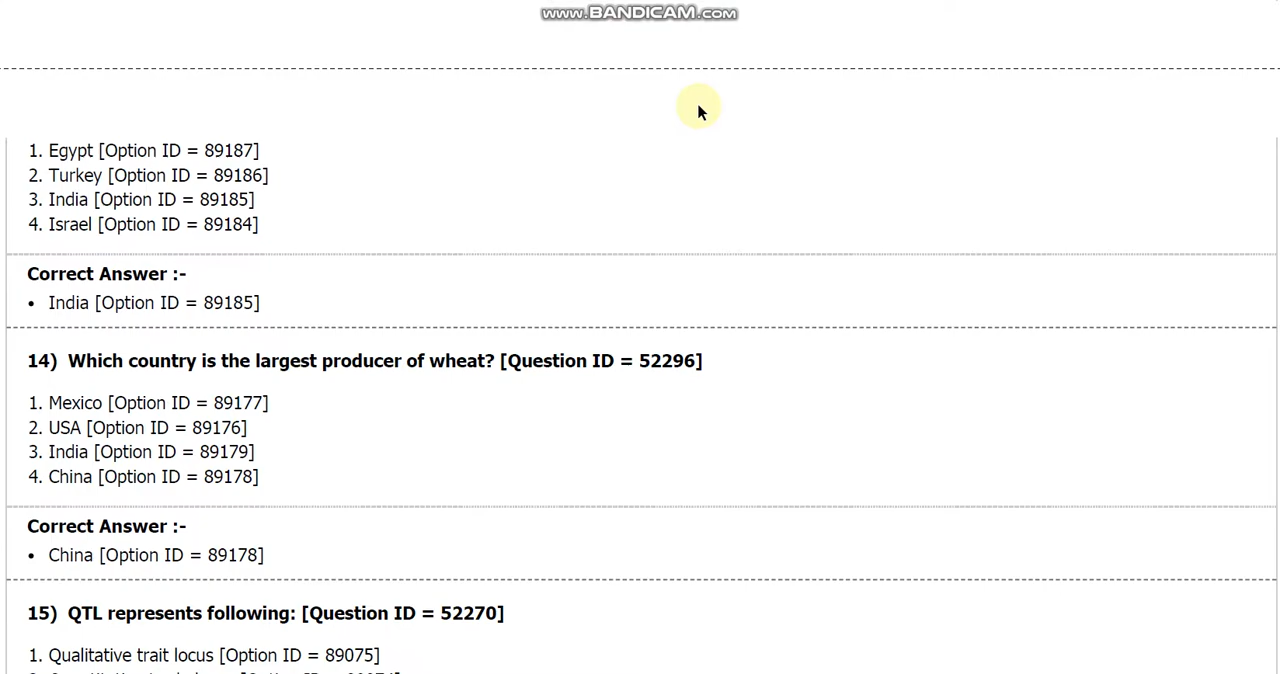 www.BANDICAM.com
1. Egypt [Option ID = 89187]
2. Turkey [Option ID = 89186]
3. India [Option ID = 89185]
4. Israel [Option ID = 89184]
Correct Answer :-
• India [Option ID = 89185]
14) Which country is the largest producer of wheat? [Question ID = 52296]
1. Mexico [Option ID = 89177]
2. USA [Option ID = 89176]
3. India [Option ID = 89179]
4. China [Option ID = 89178]
Correct Answer :-
• China [Option ID = 89178]
15) QTL represents following: [Question ID = 52270]
1. Qualitative trait locus [Option ID = 89075]